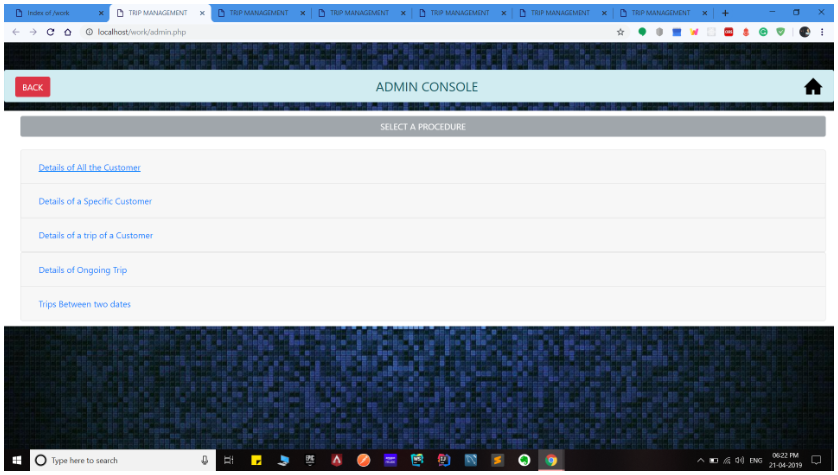 Index of /work
TRIP MANAGEMENT
TRIP MANAGEMENT
TRIP MANAGEMENT
TRIP MANAGEMENT
TRIP MANAGEMENT
TRIP MANAGEMENT
localhost/work/admin.php
BACK
ADMIN CONSOLE
SELECT A PROCEDURE
Details of All the Customer
Details of a Specific Customer
Details of a trip of a Customer
Details of Ongoing Trip
Trips Between two dates
Type here to search
ENG
06:22 PM
21-04-2019